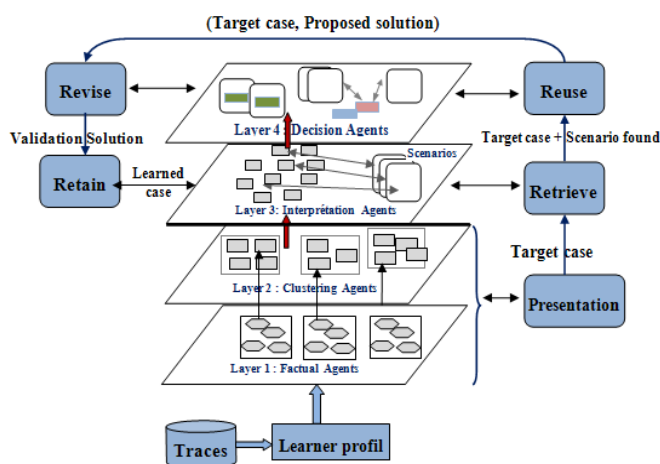 (Target case, Proposed solution)
Revise
Reuse
Layer 4 : Decision Agents
Validation Solution
Target case + Scenario found
Scenarios
Retain
Learned
case
Retrieve
Layer 3: Interprétation Agents
Target case
Layer 2 : Clustering Agents
Presentation
Layer 1 : Factual Agents
Traces
Learner profil